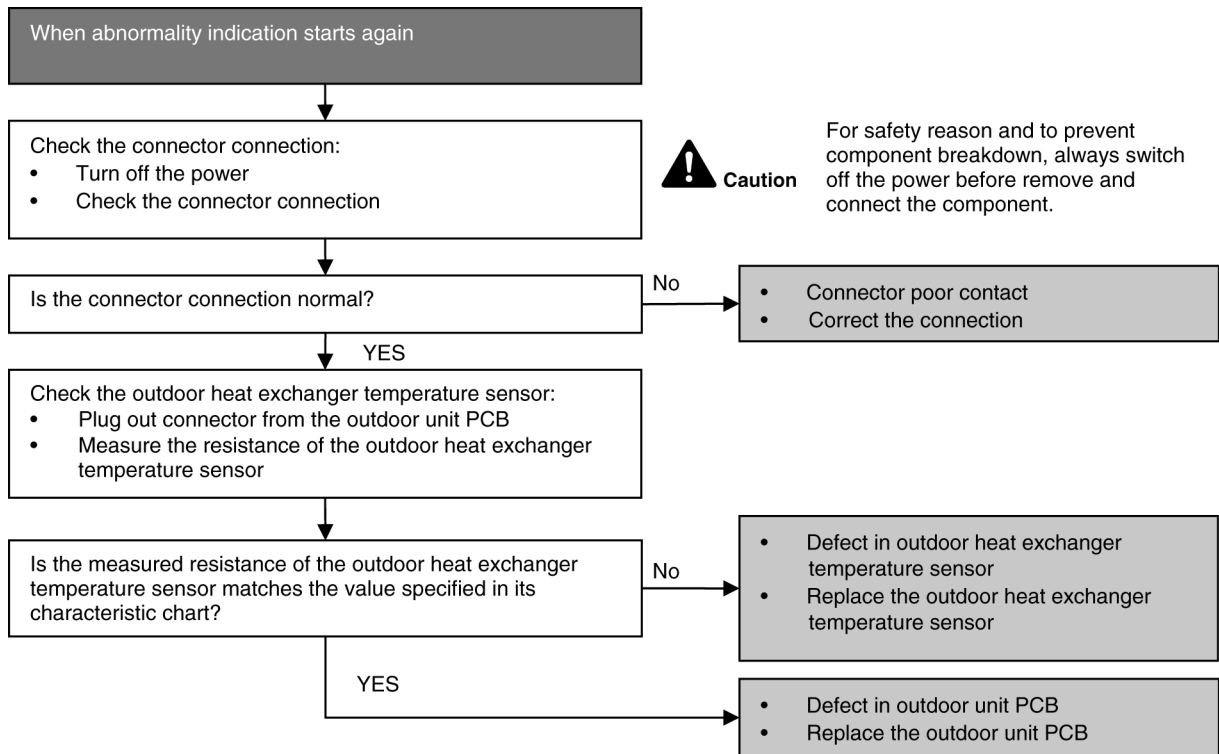 When abnormality indication starts again
Check the connector connection:
• Turn off the power
• Check the connector connection
Caution
For safety reason and to prevent
component breakdown, always switch
off the power before remove and
connect the component.
Is the connector connection normal?
No
• Connector poor contact
• Correct the connection
YES
Check the outdoor heat exchanger temperature sensor:
• Plug out connector from the outdoor unit PCB
• Measure the resistance of the outdoor heat exchanger
temperature sensor
Is the measured resistance of the outdoor heat exchanger
temperature sensor matches the value specified in its
characteristic chart?
No
• Defect in outdoor heat exchanger
temperature sensor
• Replace the outdoor heat exchanger
temperature sensor
YES
• Defect in outdoor unit PCB
• Replace the outdoor unit PCB